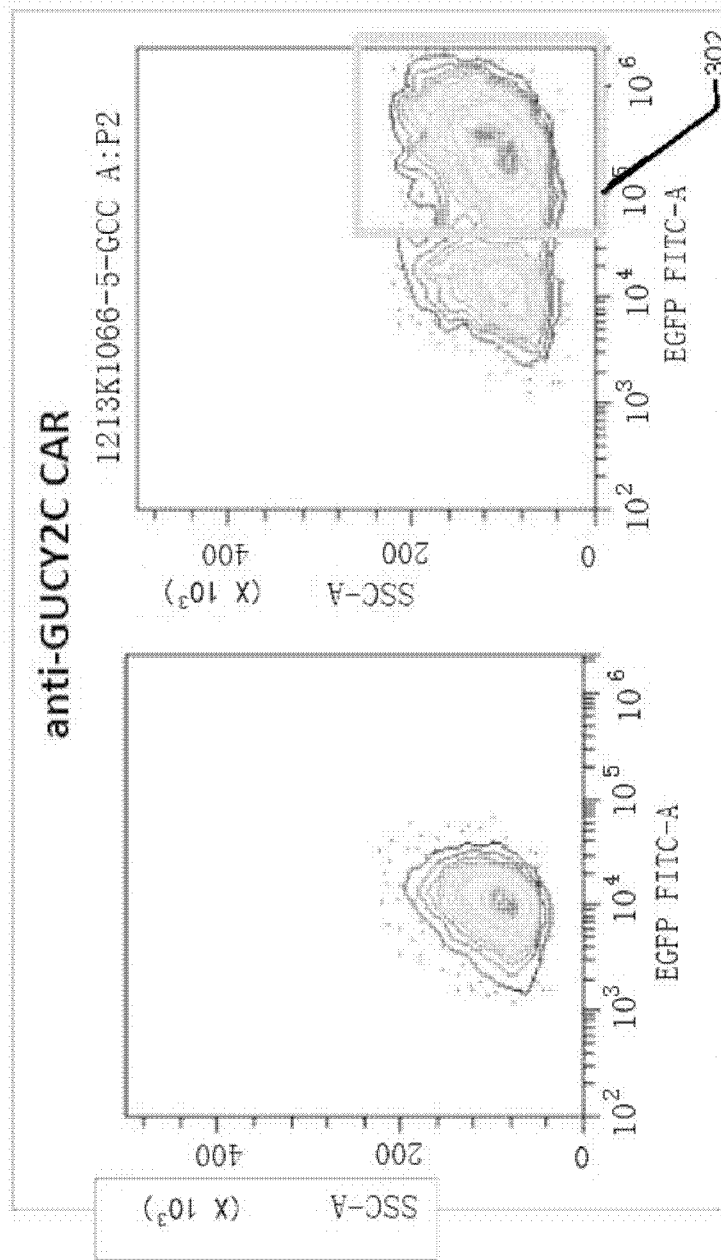 anti-GUCY2C CAR
SSC-A (X 10³)
400
200
0
10² 10³ 10⁴ 10⁵ 10⁶
EGFP FITC-A
1213K1066-5-GCC A:P2
SSC-A (X 10³)
400
200
0
10² 10³ 10⁴ 10⁵ 10⁶
EGFP FITC-A
302